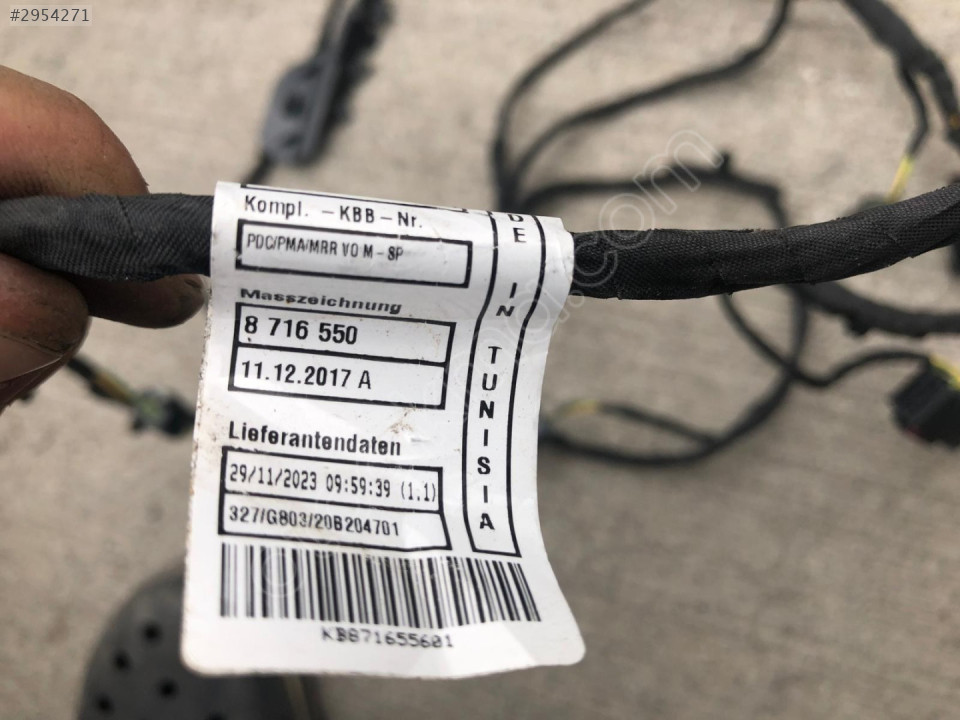 #2954271
Kompl. -KBB-Nr.
PDC/PMA/MRR VO M - SP
Masszeichnung
8 716 550
11.12.2017 A
Lieferantendaten
29/11/2023 09:59:39 (1.1)
327/G803/20B204701
KB871655601
DE IN TUNISIA